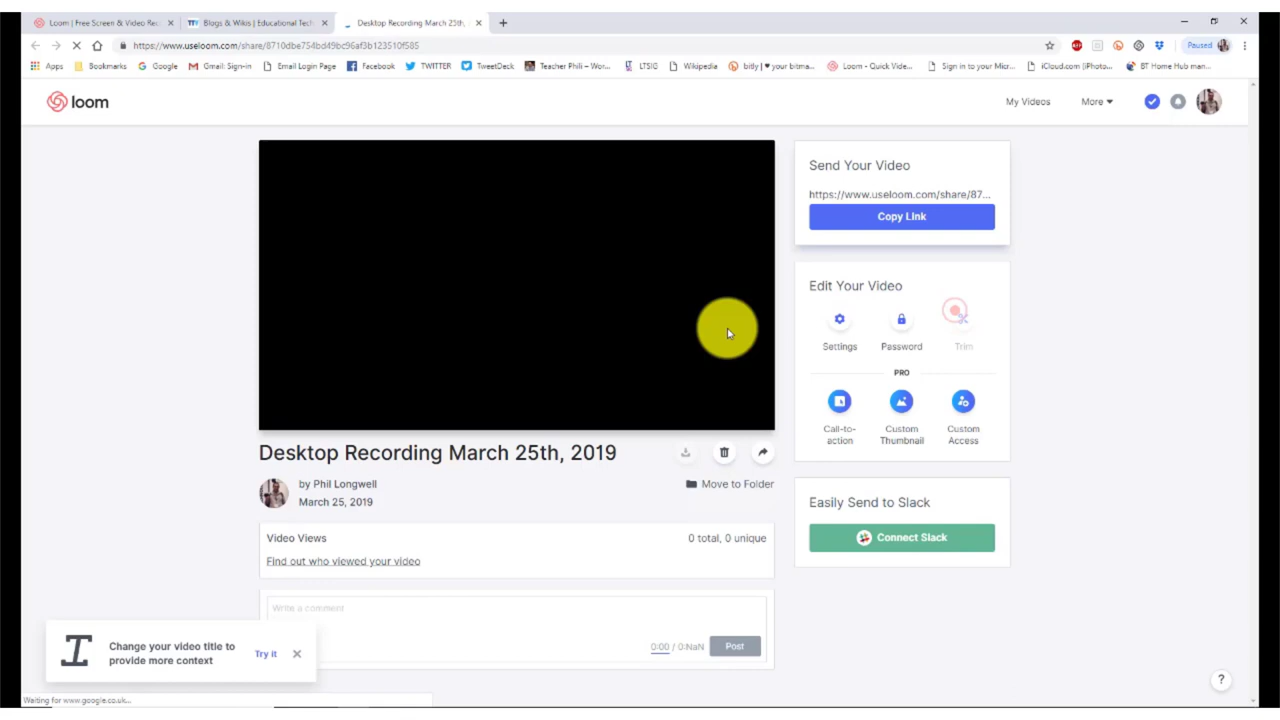 Loom | Free Screen & Video Rec
Blogs & Wikis | Educational Tech
Desktop Recording March 25th,
https://www.useloom.com/share/8710dbe754bd49bc96af3b123510f585
Paused
Apps
Bookmarks
Google
Gmail: Sign-in
Email Login Page
Facebook
TWITTER
TweetDeck
Teacher Phili – Wor...
LTSIG
Wikipedia
bitly | ♥ your bitma...
Loom - Quick Vide...
Sign in to your Micr...
iCloud.com (iPhoto...
BT Home Hub man...
loom
My Videos
More
Send Your Video
https://www.useloom.com/share/87...
Copy Link
Edit Your Video
Settings
Password
Trim
PRO
Call-to-
action
Custom
Thumbnail
Custom
Access
Desktop Recording March 25th, 2019
by Phil Longwell
March 25, 2019
Move to Folder
Easily Send to Slack
Connect Slack
Video Views
0 total, 0 unique
Find out who viewed your video
Write a comment
0:00 / 0:NaN
Post
Change your video title to
provide more context
Try it
?
Waiting for www.google.co.uk...